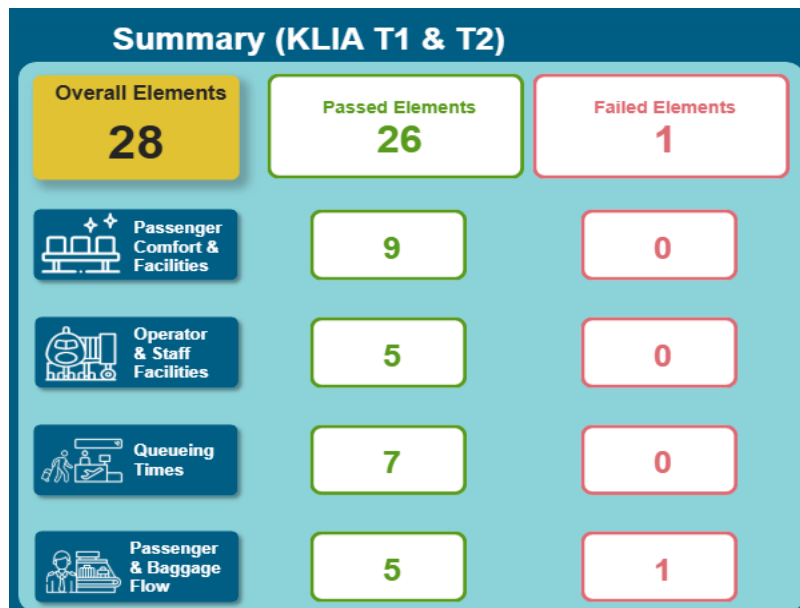 Summary (KLIA T1 & T2)
Overall Elements
28
Passed Elements
26
Failed Elements
1
Passenger
Comfort &
Facilities
9
0
Operator
& Staff
Facilities
5
0
Queueing
Times
7
0
Passenger
& Baggage
Flow
5
1